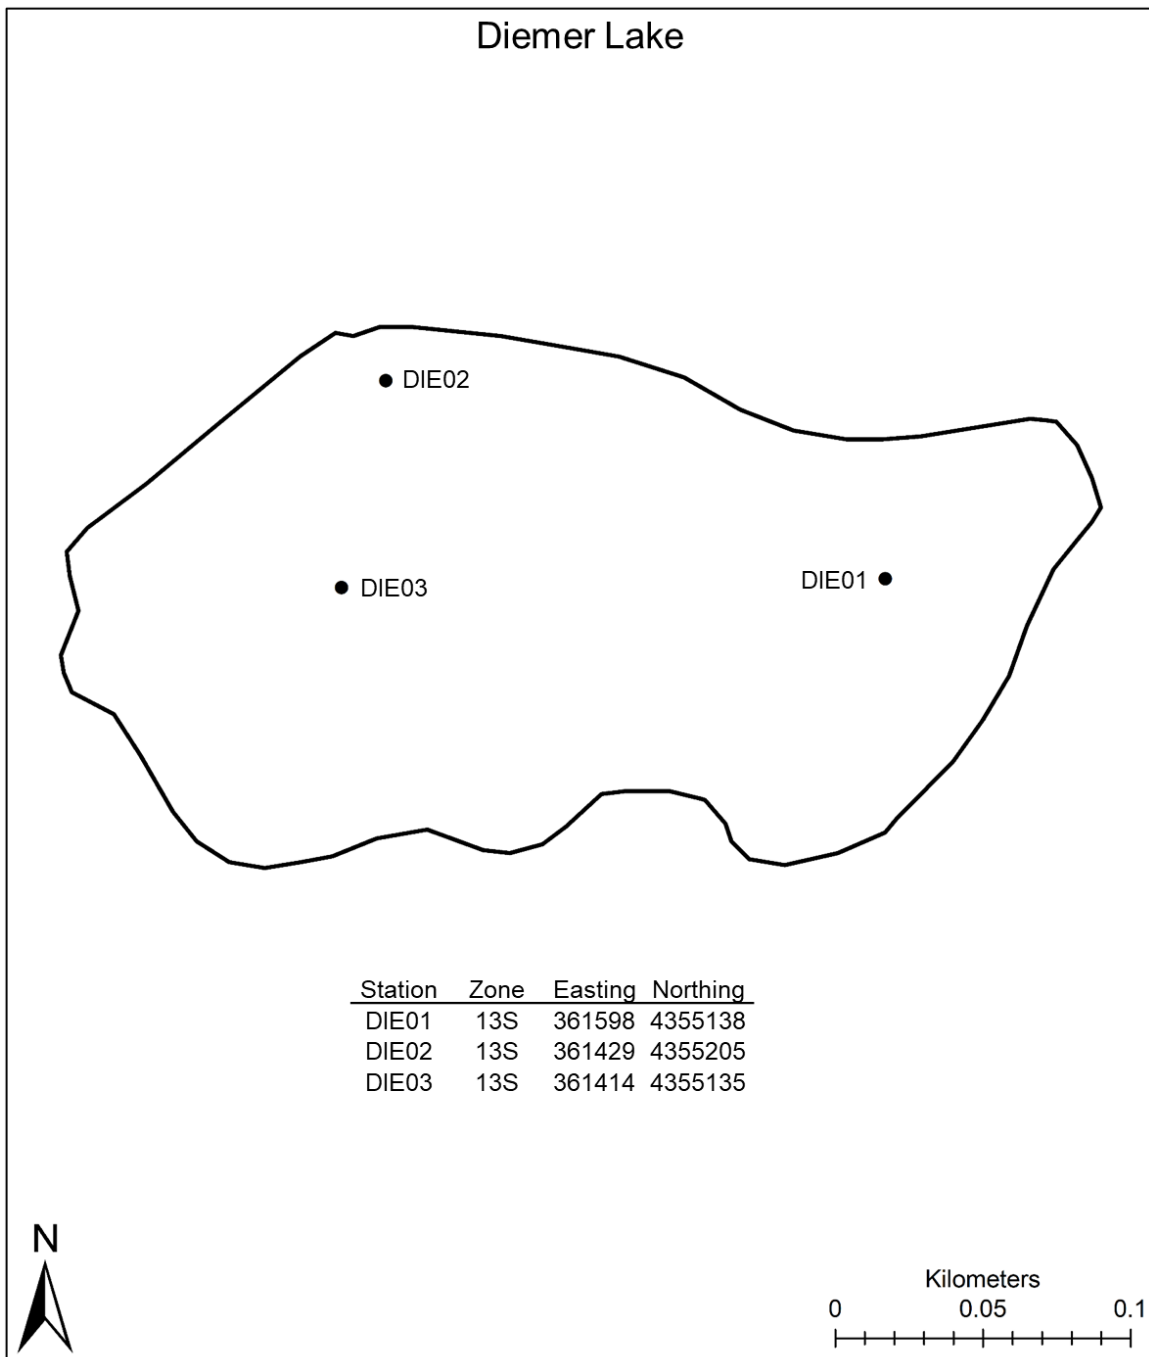 Diemer Lake
DIE02
DIE03
DIE01
Station Zone Easting Northing
DIE01 13S 361598 4355138
DIE02 13S 361429 4355205
DIE03 13S 361414 4355135
N
Kilometers
0 0.05 0.1